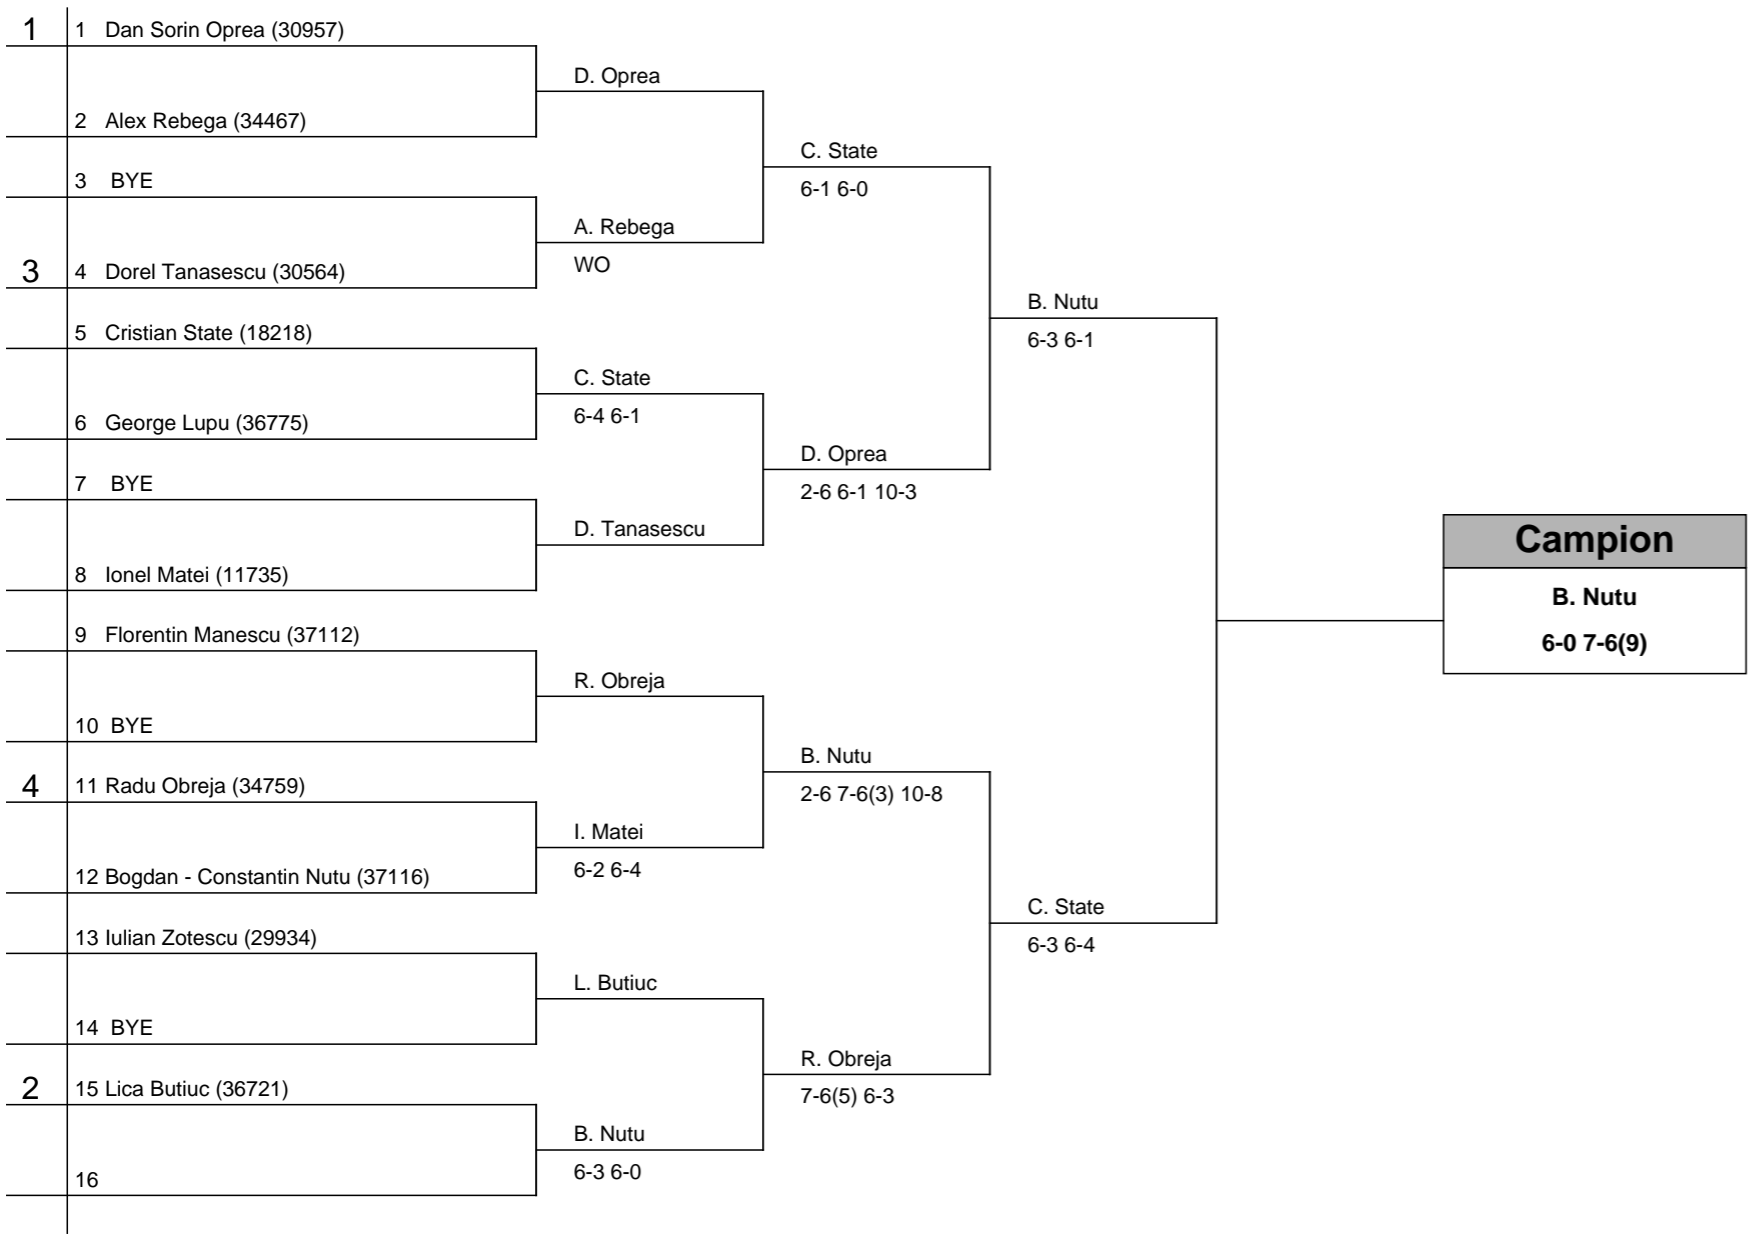 1 1 Dan Sorin Oprea (30957)
2 Alex Rebega (34467)
3 BYE
3 4 Dorel Tanasescu (30564)
5 Cristian State (18218)
6 George Lupu (36775)
7 BYE
8 Ionel Matei (11735)
9 Florentin Manescu (37112)
10 BYE
4 11 Radu Obreja (34759)
12 Bogdan - Constantin Nutu (37116)
13 Iulian Zotescu (29934)
14 BYE
2 15 Lica Butiuc (36721)
16
D. Oprea
A. Rebega
WO
C. State
6-4 6-1
D. Tanasescu
R. Obreja
I. Matei
6-2 6-4
L. Butiuc
B. Nutu
6-3 6-0
C. State
6-1 6-0
D. Oprea
2-6 6-1 10-3
B. Nutu
2-6 7-6(3) 10-8
R. Obreja
7-6(5) 6-3
B. Nutu
6-3 6-1
C. State
6-3 6-4
Campion
B. Nutu
6-0 7-6(9)